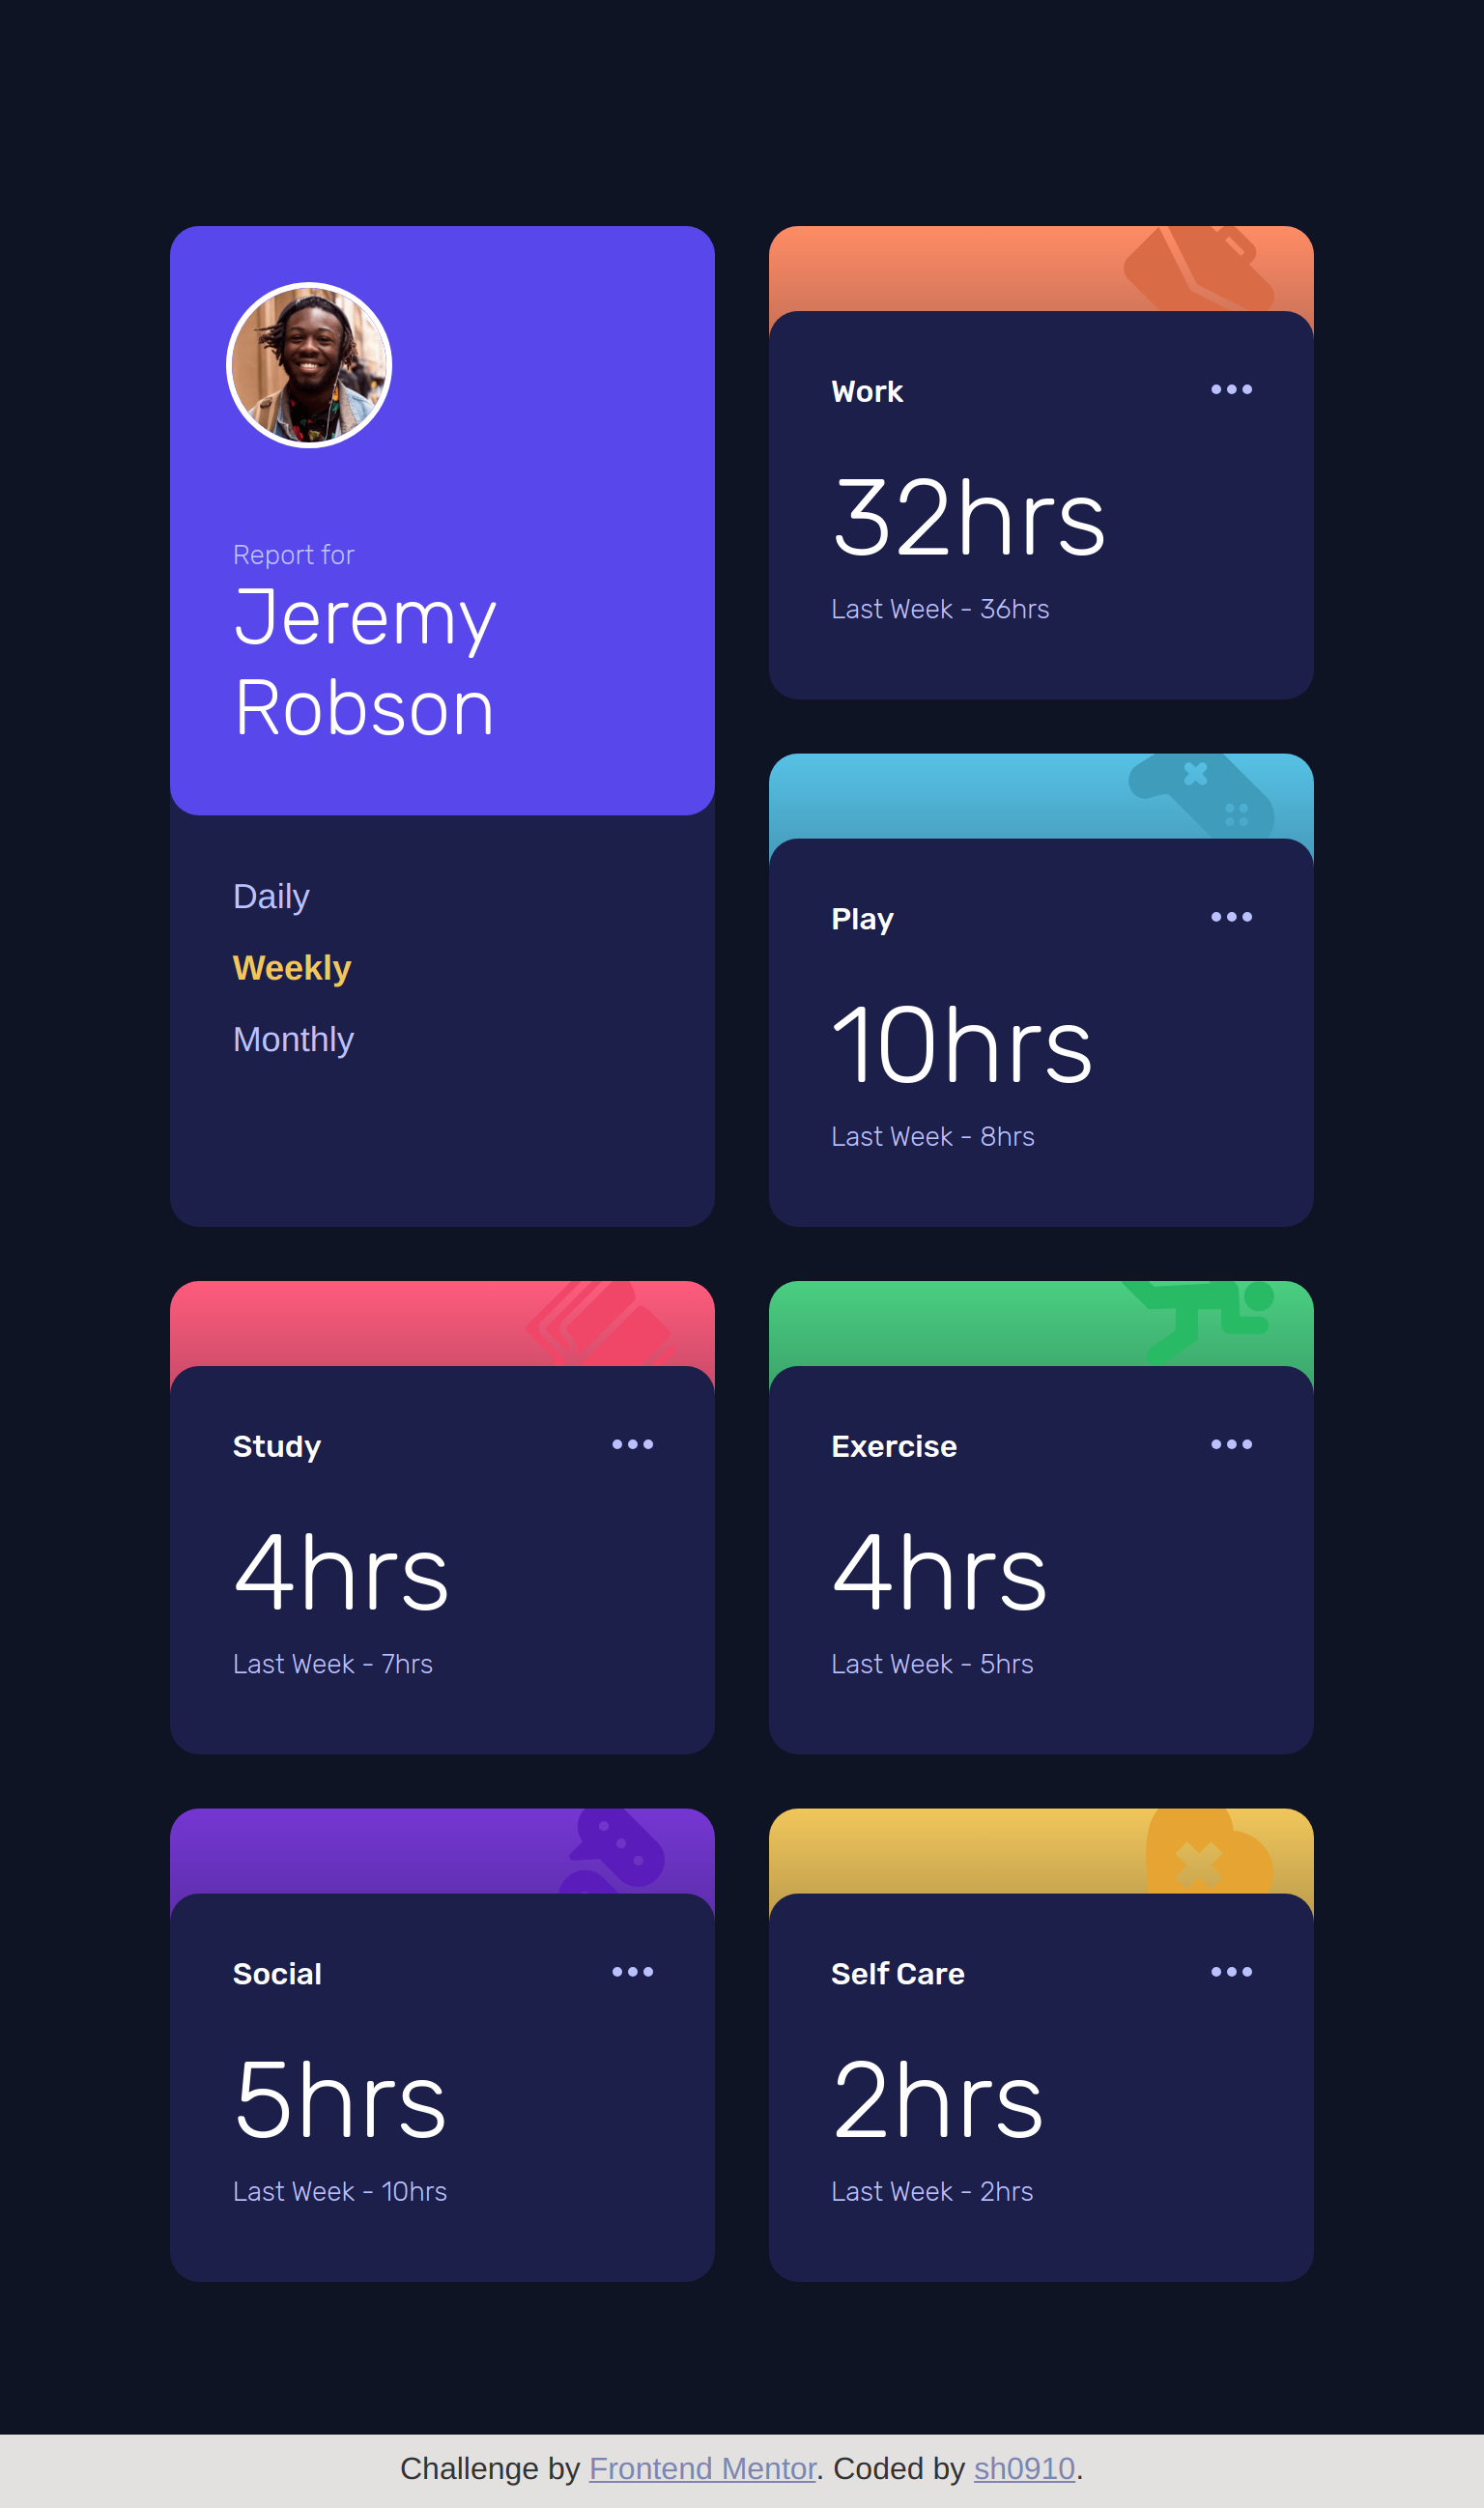 Report for
Jeremy
Robson
Daily
Weekly
Monthly
Work
32hrs
Last Week - 36hrs
Play
10hrs
Last Week - 8hrs
Study
4hrs
Last Week - 7hrs
Exercise
4hrs
Last Week - 5hrs
Social
5hrs
Last Week - 10hrs
Self Care
2hrs
Last Week - 2hrs
Challenge by Frontend Mentor. Coded by sh0910.